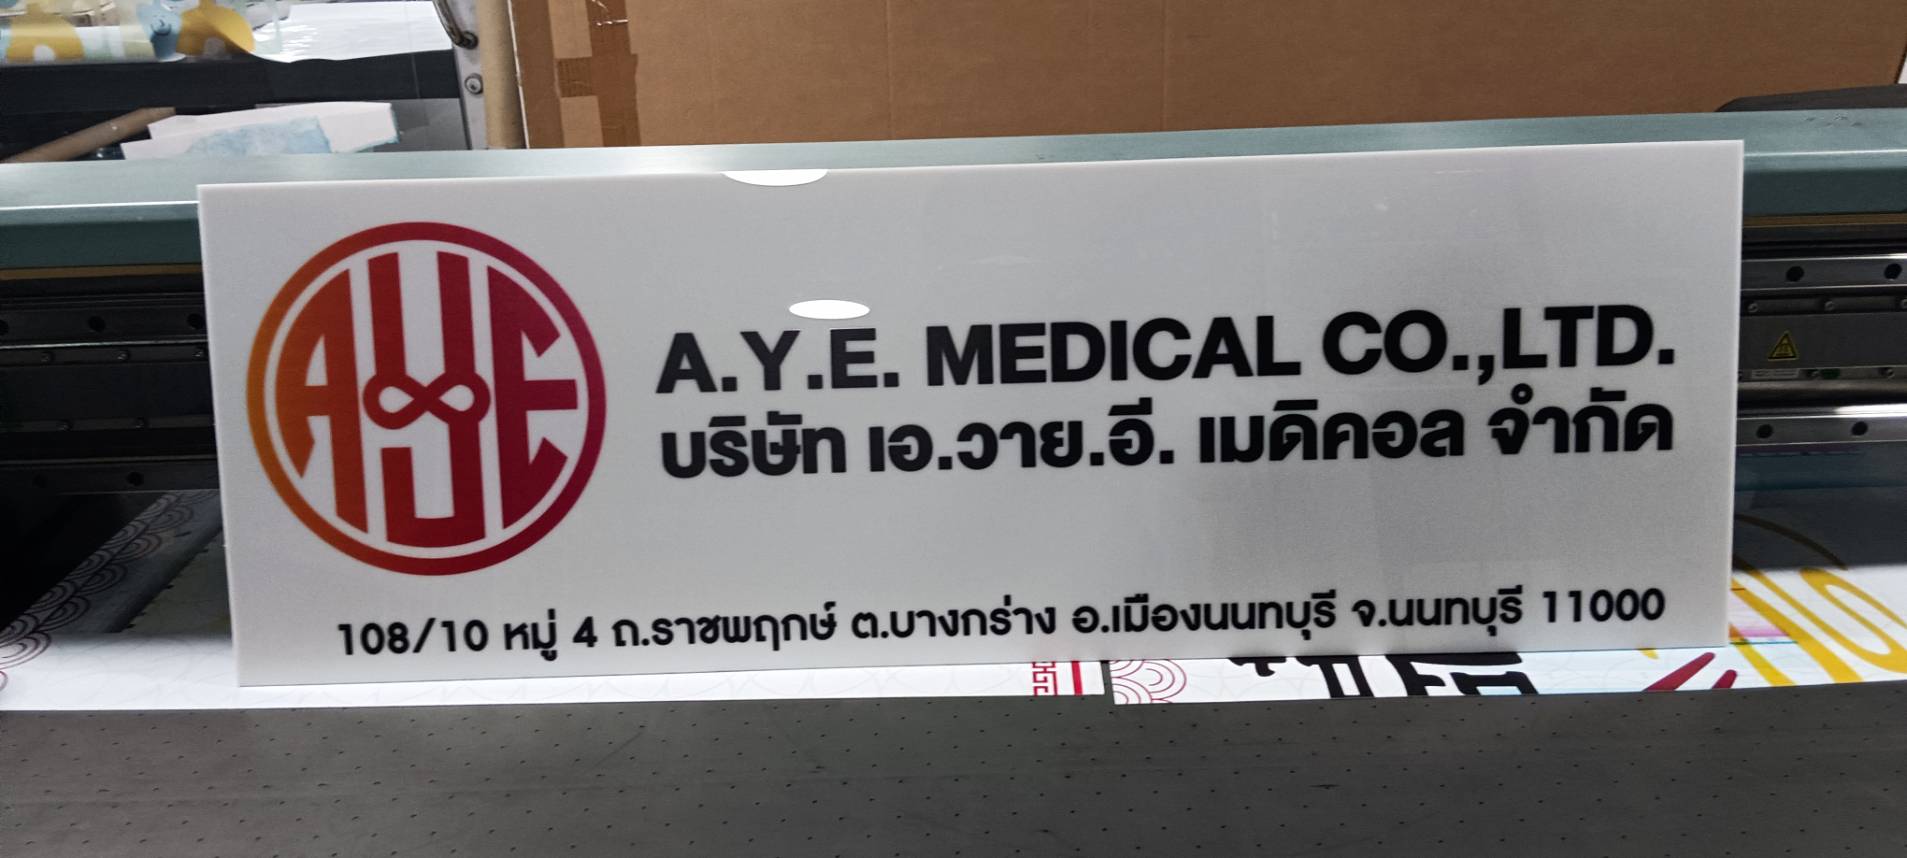 AYE
A.Y.E. MEDICAL CO.,LTD.
บริษัท เอ.วาย.อี. เมดิคอล จำกัด
108/10 หมู่ 4 ถ.ราชพฤกษ์ ต.บางกร่าง อ.เมืองนนทบุรี จ.นนทบุรี 11000